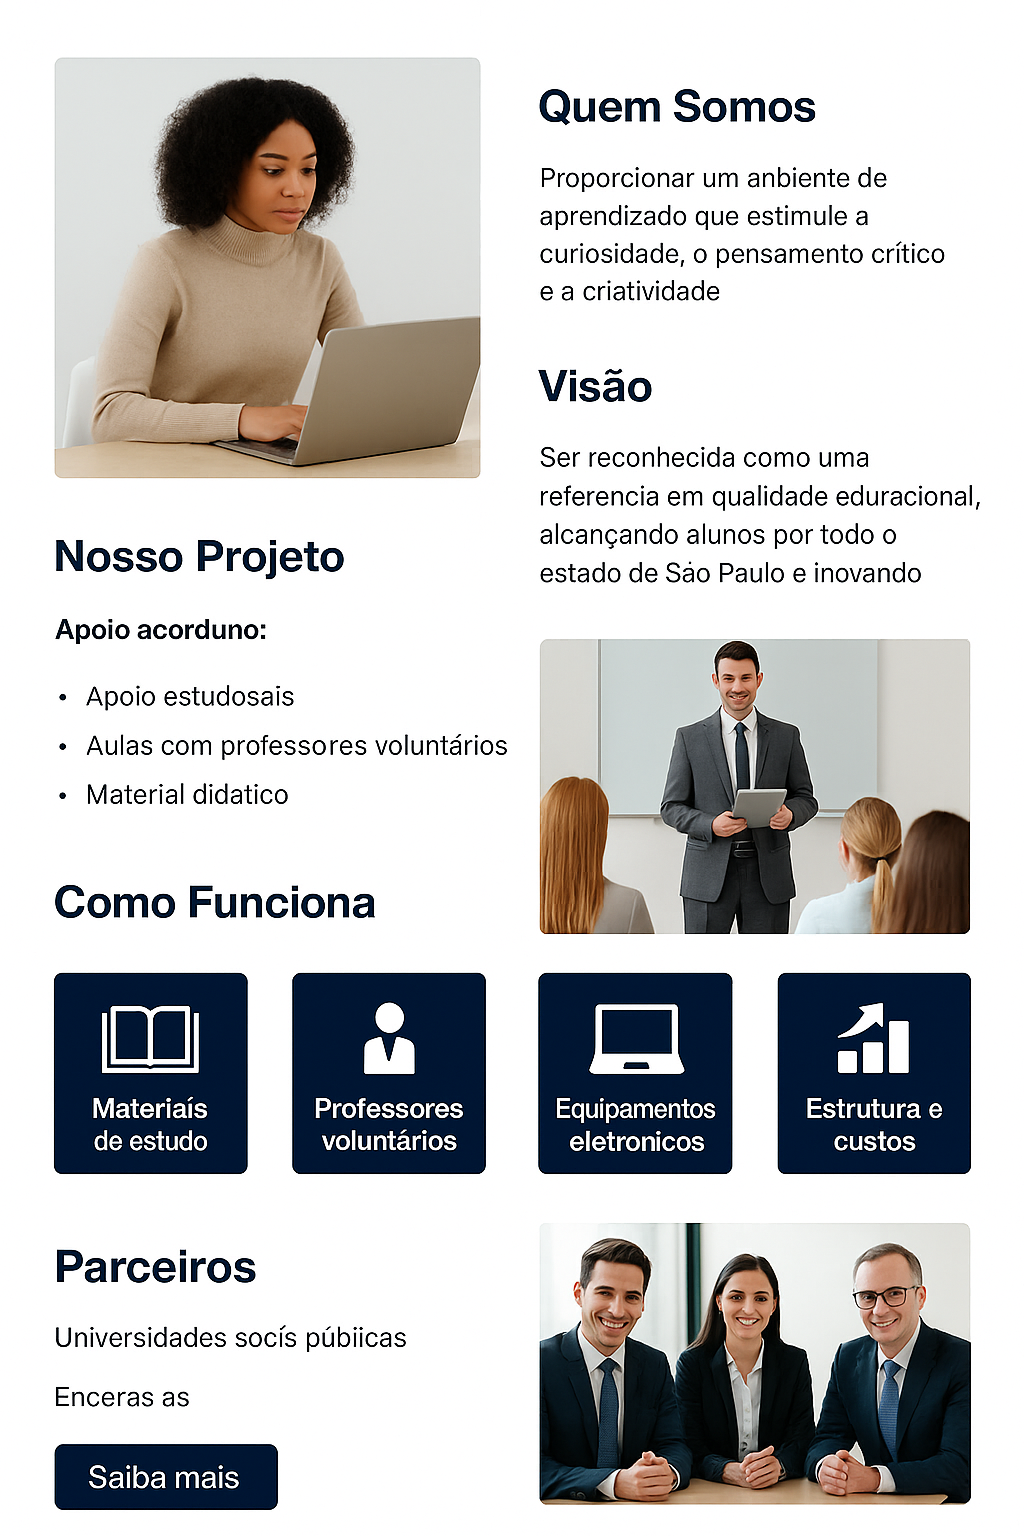 Quem Somos
Proporcionar um anbiente de
aprendizado que estimule a
curiosidade, o pensamento crítico
e a criatividade
Visão
Ser reconhecida como uma
referencia em qualidade eduracional,
alcançando alunos por todo o
estado de Sȧo Paulo e inovando
Nosso Projeto
Apoio acorduno:
• Apoio estudosais
• Aulas com professores voluntários
• Material didatico
Como Funciona
Materiaís
de estudo
Professores
voluntários
Equipamentos
eletronicos
Estrutura e
custos
Parceiros
Universidades socís púbiicas
Enceras as
Saiba mais